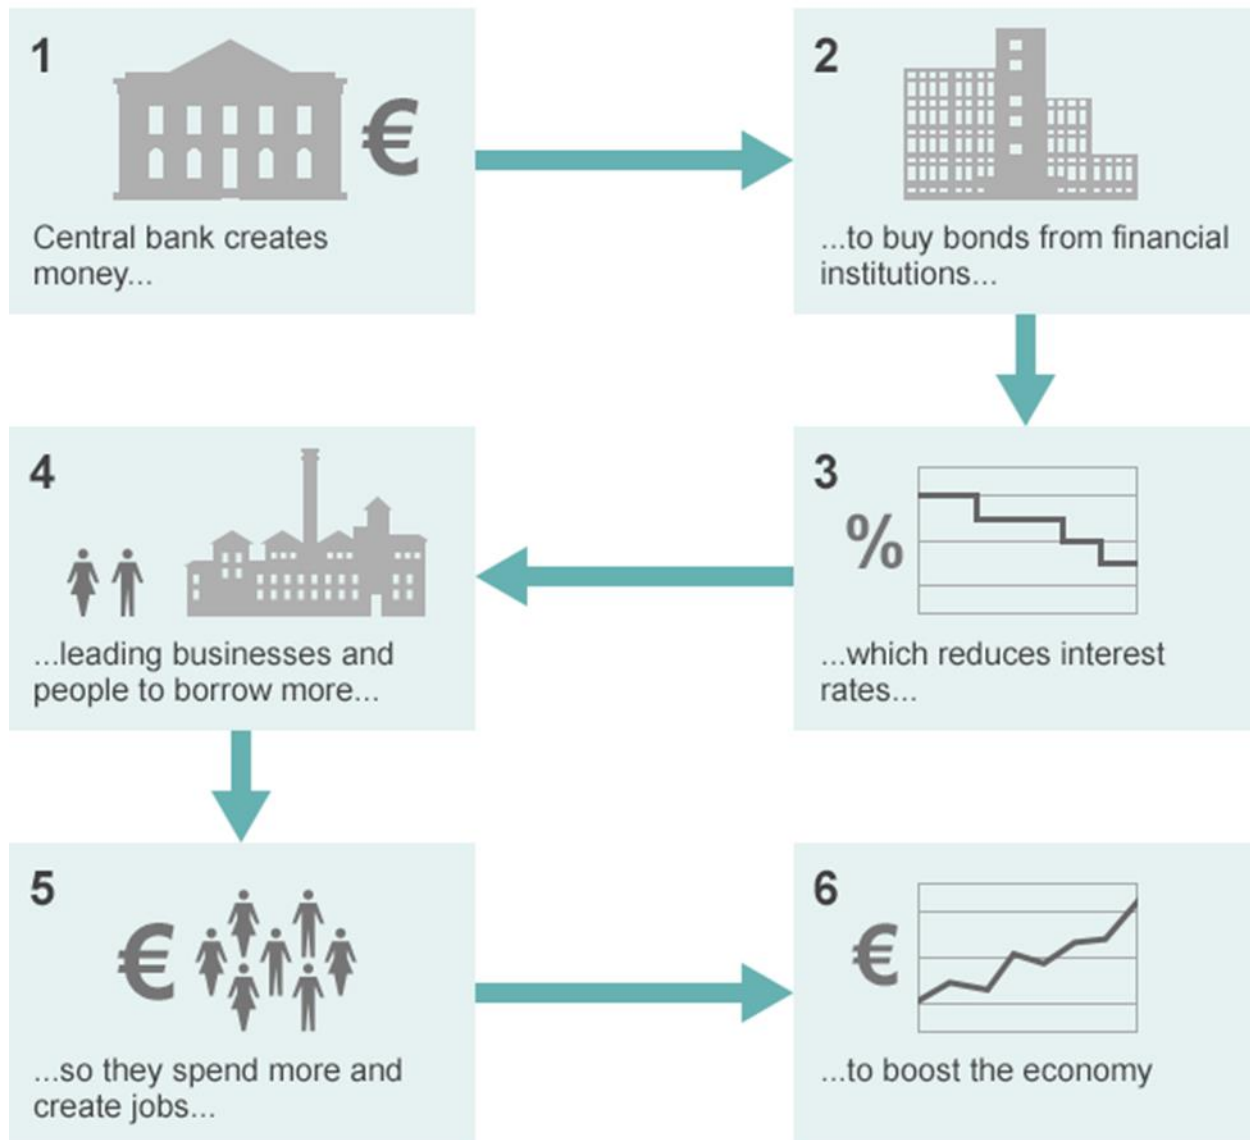 1
€
Central bank creates
money...
2
...to buy bonds from financial
institutions...
3
%
...which reduces interest
rates...
4
...leading businesses and
people to borrow more...
5
€
...so they spend more and
create jobs...
6
€
...to boost the economy